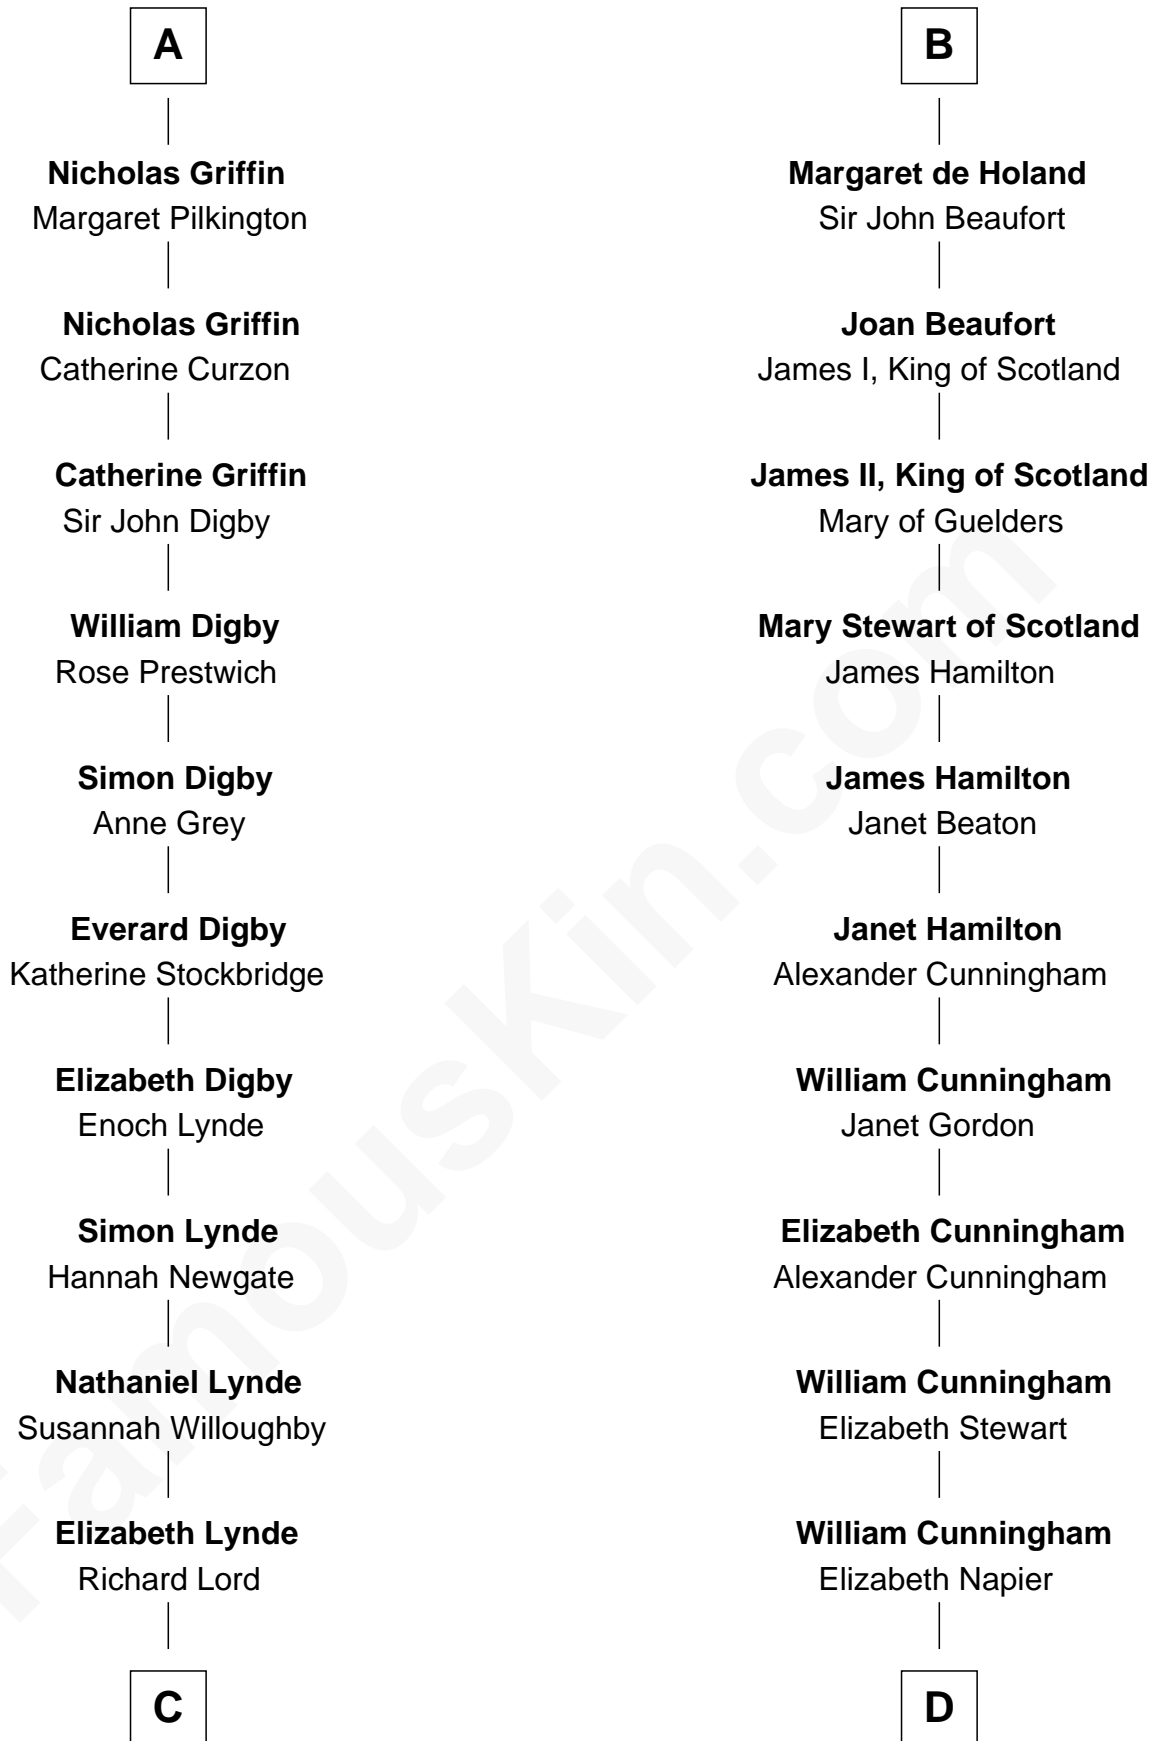 A
Nicholas Griffin
Margaret Pilkington
Nicholas Griffin
Catherine Curzon
Catherine Griffin
Sir John Digby
William Digby
Rose Prestwich
Simon Digby
Anne Grey
Everard Digby
Katherine Stockbridge
Elizabeth Digby
Enoch Lynde
Simon Lynde
Hannah Newgate
Nathaniel Lynde
Susannah Willoughby
Elizabeth Lynde
Richard Lord
C
B
Margaret de Holand
Sir John Beaufort
Joan Beaufort
James I, King of Scotland
James II, King of Scotland
Mary of Guelders
Mary Stewart of Scotland
James Hamilton
James Hamilton
Janet Beaton
Janet Hamilton
Alexander Cunningham
William Cunningham
Janet Gordon
Elizabeth Cunningham
Alexander Cunningham
William Cunningham
Elizabeth Stewart
William Cunningham
Elizabeth Napier
D
FamousKin.com